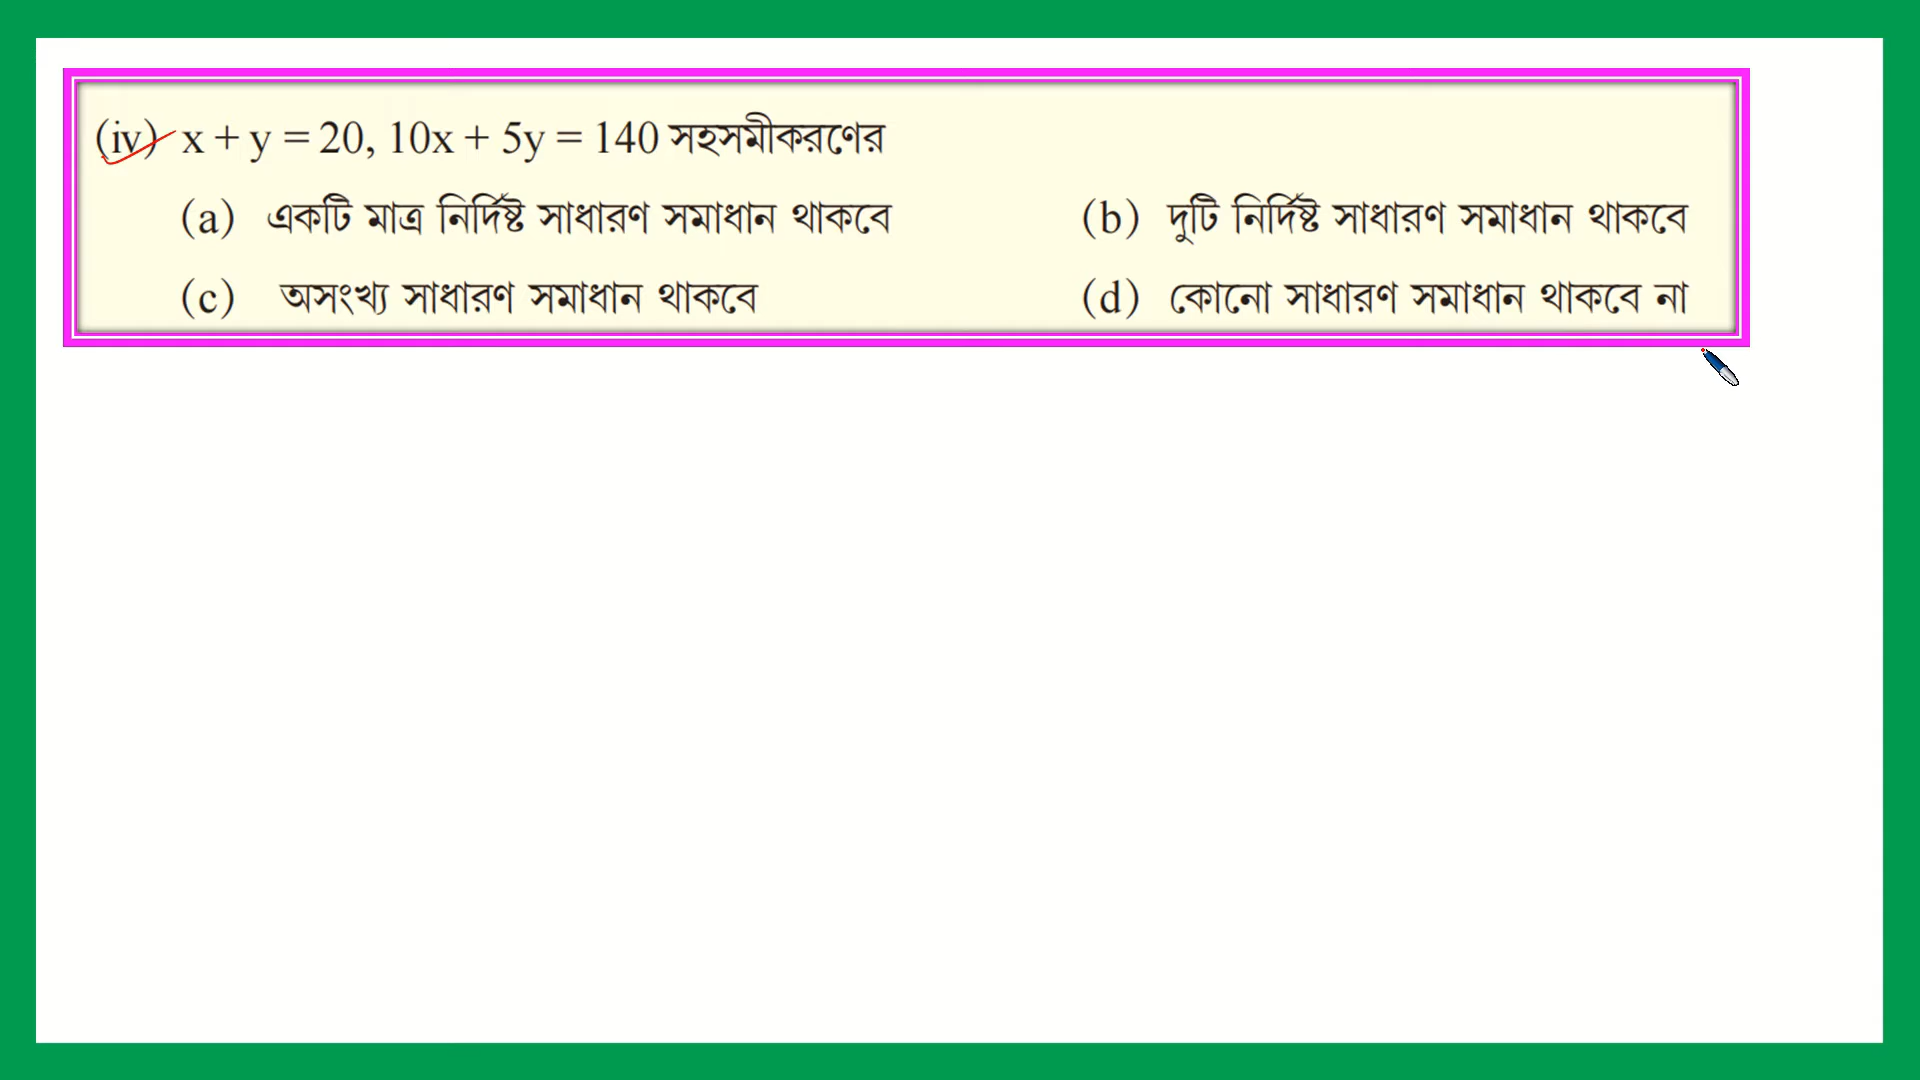 (iv) x + y = 20, 10x + 5y = 140 সহসমীকরণের
(a) একটি মাত্র নির্দিষ্ট সাধারণ সমাধান থাকবে (b) দুটি নির্দিষ্ট সাধারণ সমাধান থাকবে
(c) অসংখ্য সাধারণ সমাধান থাকবে (d) কোনো সাধারণ সমাধান থাকবে না